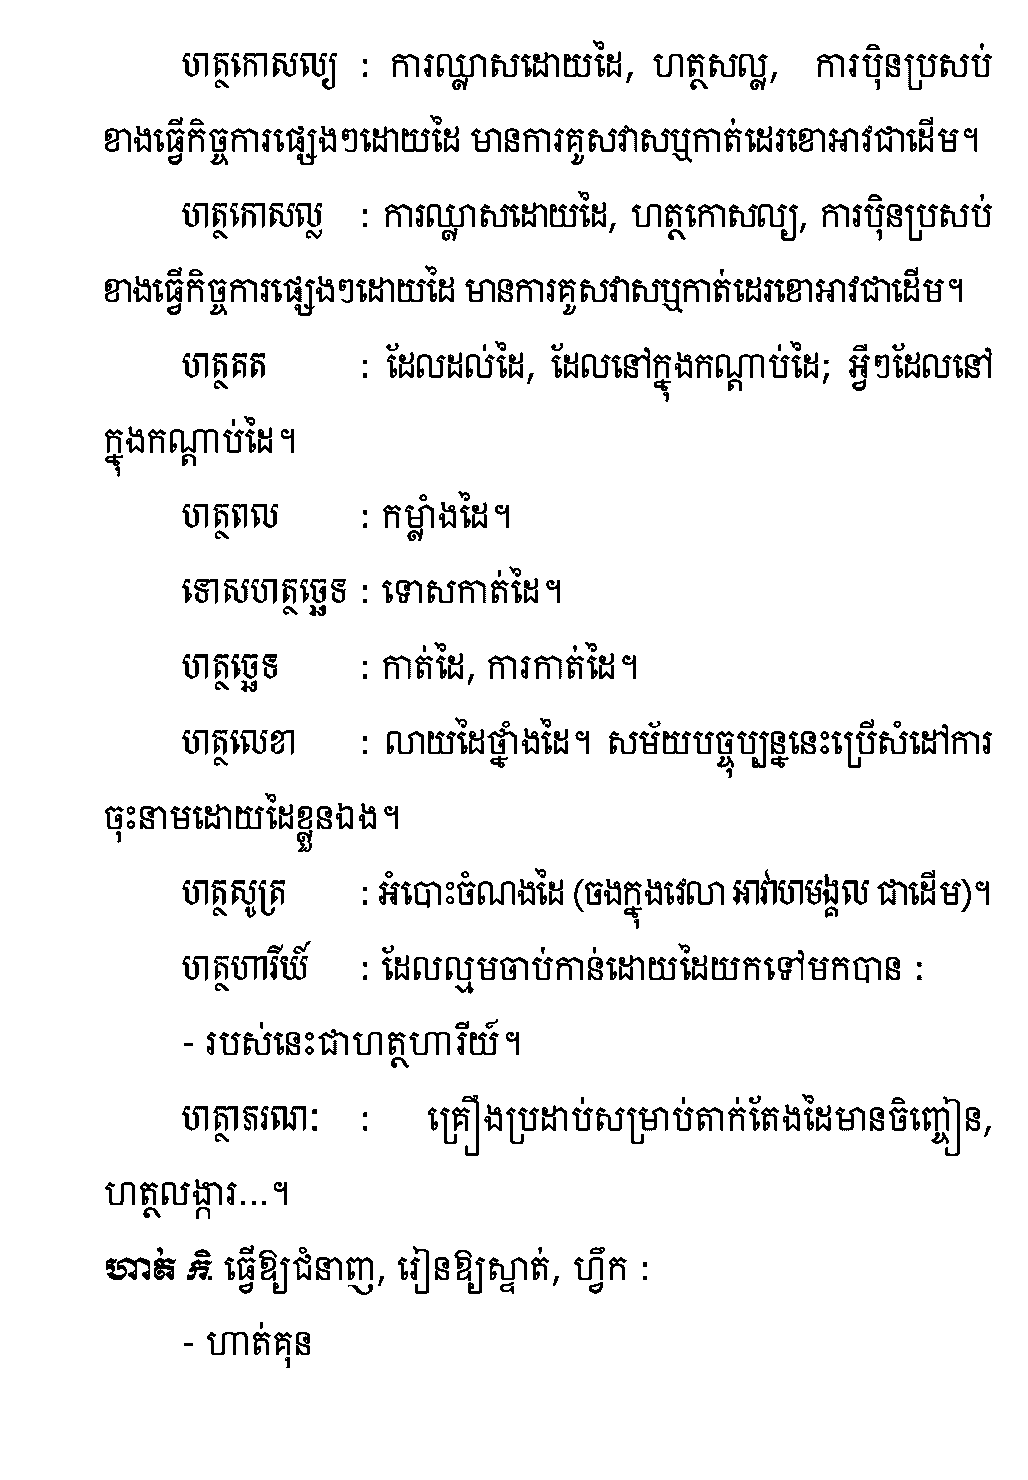 ហត្ថកោសល្យ : ការឈ្លាសដោយដៃ, ហត្ថសល្ល, ការប៉ិនប្រសប់
ខាងធ្វើកិច្ចការផ្សេងៗដោយដៃ មានការគូសវាសឬកាត់ដេរខោអាវជាដើម។
ហត្ថកោសល្ល : ការឈ្លាសដោយដៃ, ហត្ថកោសល្យ, ការប៉ិនប្រសប់
ខាងធ្វើកិច្ចការផ្សេងៗដោយដៃ មានការគូសវាសឬកាត់ដេរខោអាវជាដើម។
ហត្ថគត : ដែលដល់ដៃ, ដែលនៅក្នុងកណ្ដាប់ដៃ; អ្វីៗដែលនៅ
ក្នុងកណ្ដាប់ដៃ។
ហត្ថពល : កម្លាំងដៃ។
ទោសហត្ថច្ឆេទ : ទោសកាត់ដៃ។
ហត្ថច្ឆេទ : កាត់ដៃ, ការកាត់ដៃ។
ហត្ថលេខា : លាយដៃថ្នាំងដៃ។ សម័យបច្ចុប្បន្ននេះប្រើសំដៅការ
ចុះនាមដោយដៃខ្លួនឯង។
ហត្ថសូត្រ : អំបោះចំណងដៃ (ចងក្នុងវេលា អាវាហមង្គល ជាដើម)។
ហត្ថហារីយ៍ : ដែលល្មមចាប់កាន់ដោយដៃយកទៅមកបាន :
- របស់នេះជាហត្ថហារីយ៍។
ហត្ថាភរណៈ : គ្រឿងប្រដាប់សម្រាប់តាក់តែងដៃមានចិញ្ចៀន,
ហត្ថលង្ការ...។
ហាត់ កិ. ធ្វើឱ្យជំនាញ, រៀនឱ្យស្ទាត់, ហ្វឹក :
- ហាត់គុន